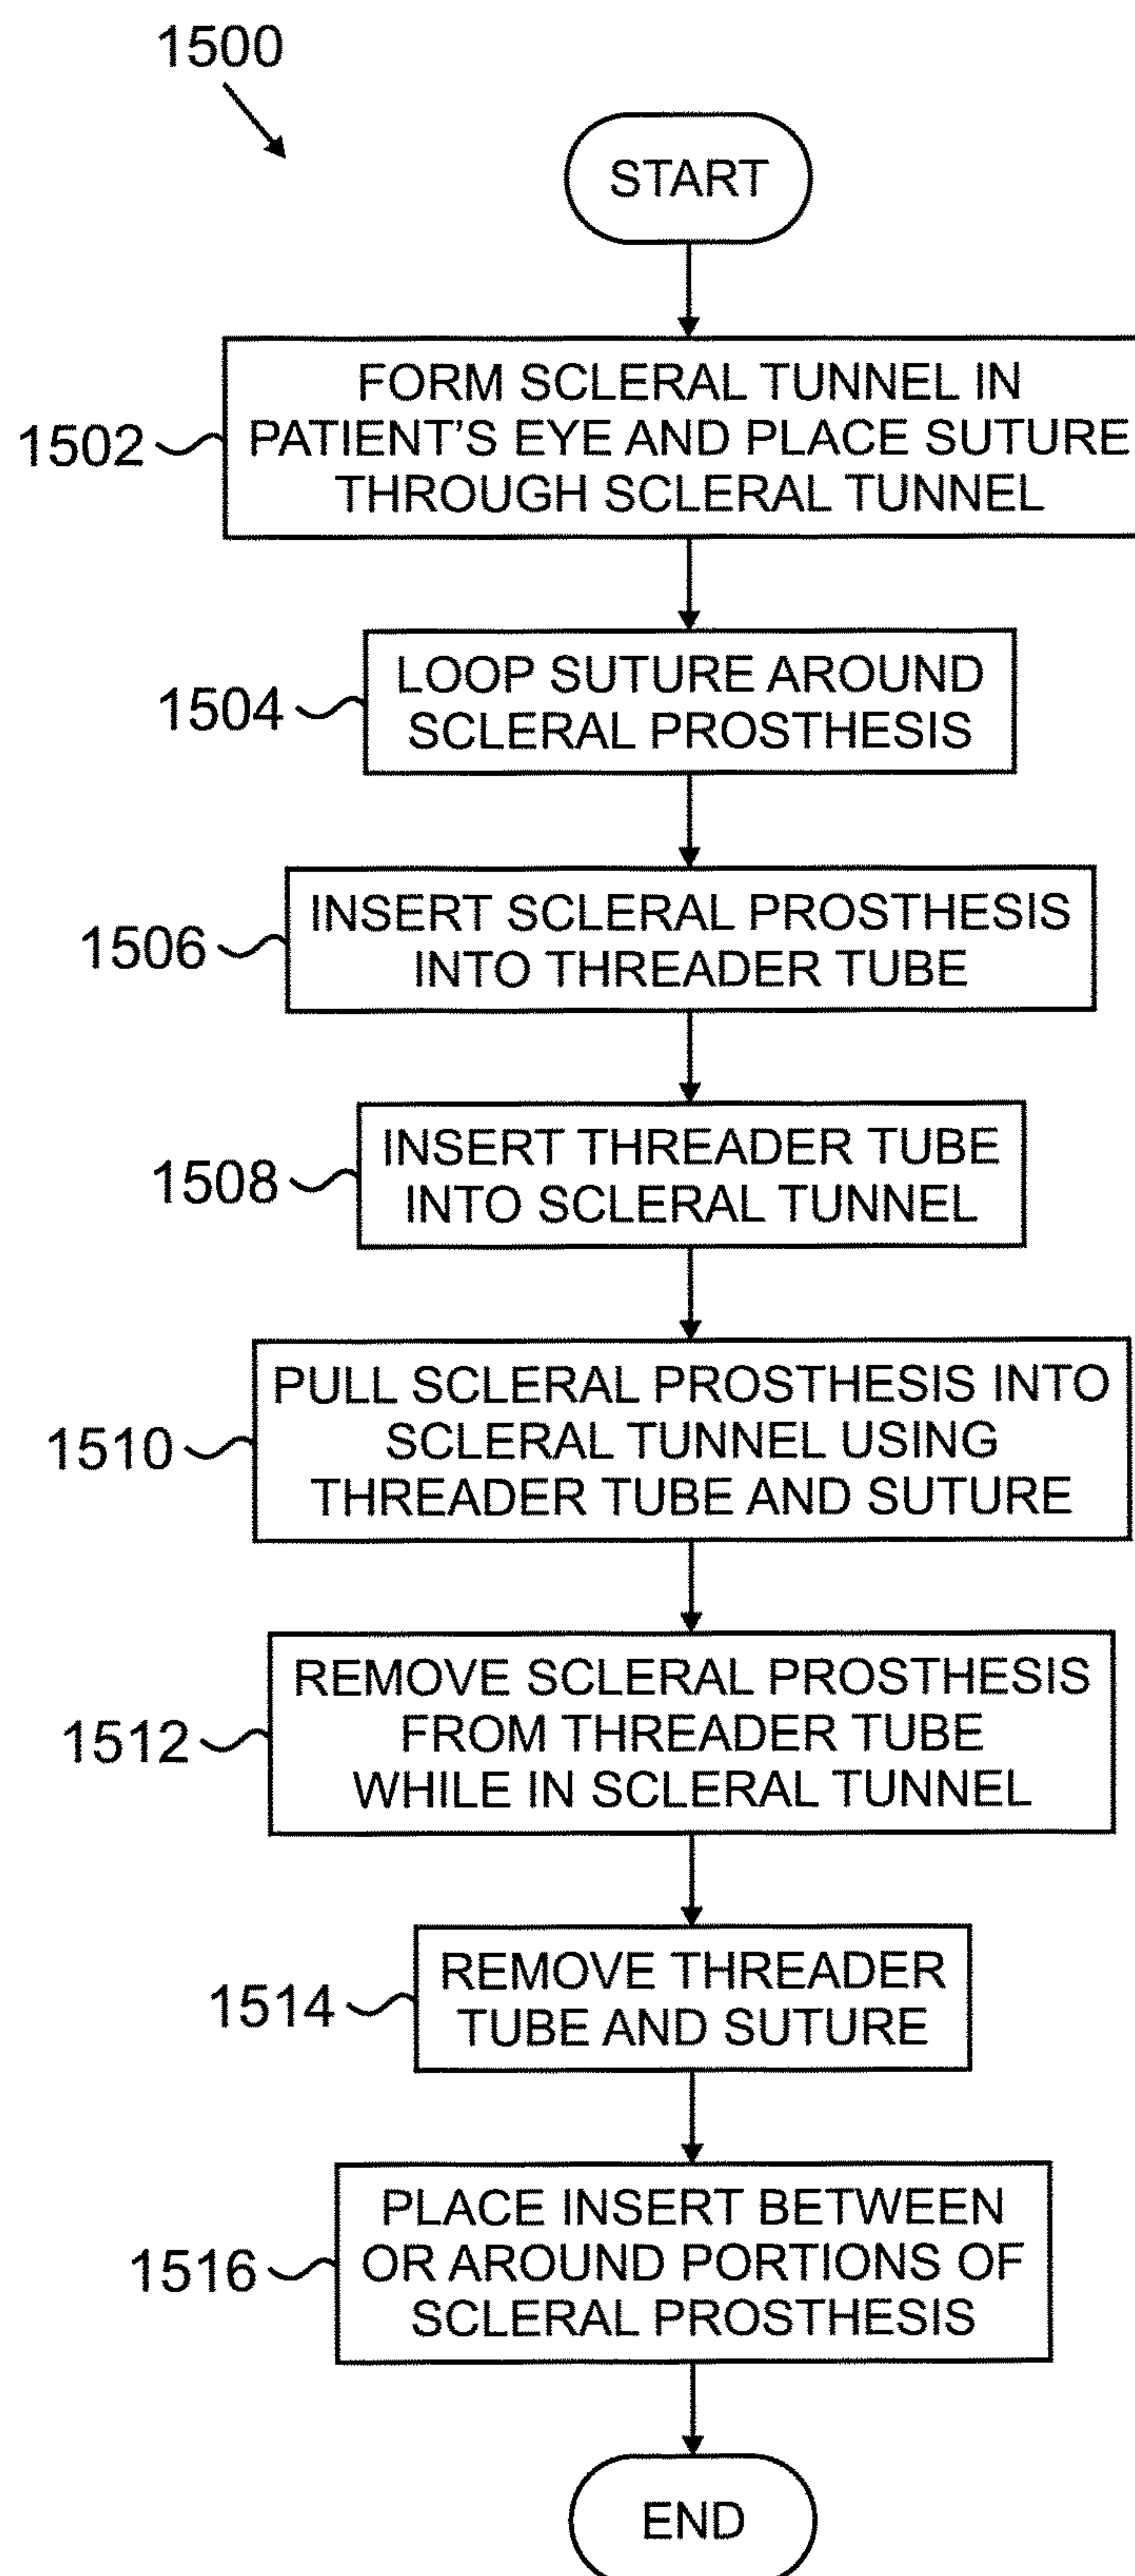 1500
START
1502
FORM SCLERAL TUNNEL IN
PATIENT'S EYE AND PLACE SUTURE
THROUGH SCLERAL TUNNEL
1504
LOOP SUTURE AROUND
SCLERAL PROSTHESIS
1506
INSERT SCLERAL PROSTHESIS
INTO THREADER TUBE
1508
INSERT THREADER TUBE
INTO SCLERAL TUNNEL
1510
PULL SCLERAL PROSTHESIS INTO
SCLERAL TUNNEL USING
THREADER TUBE AND SUTURE
1512
REMOVE SCLERAL PROSTHESIS
FROM THREADER TUBE
WHILE IN SCLERAL TUNNEL
1514
REMOVE THREADER
TUBE AND SUTURE
1516
PLACE INSERT BETWEEN
OR AROUND PORTIONS OF
SCLERAL PROSTHESIS
END